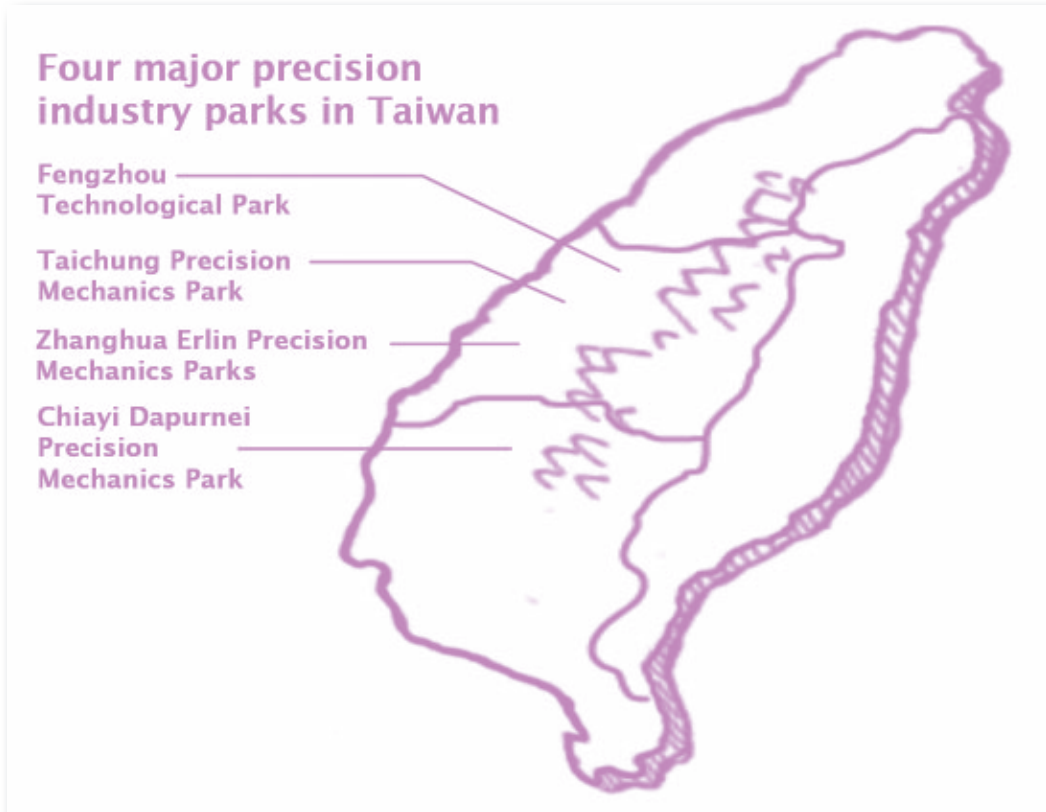 Four major precision
industry parks in Taiwan
Fengzhou
Technological Park
Taichung Precision
Mechanics Park
Zhanghua Erlin Precision
Mechanics Parks
Chiayi Dapurnei
Precision
Mechanics Park